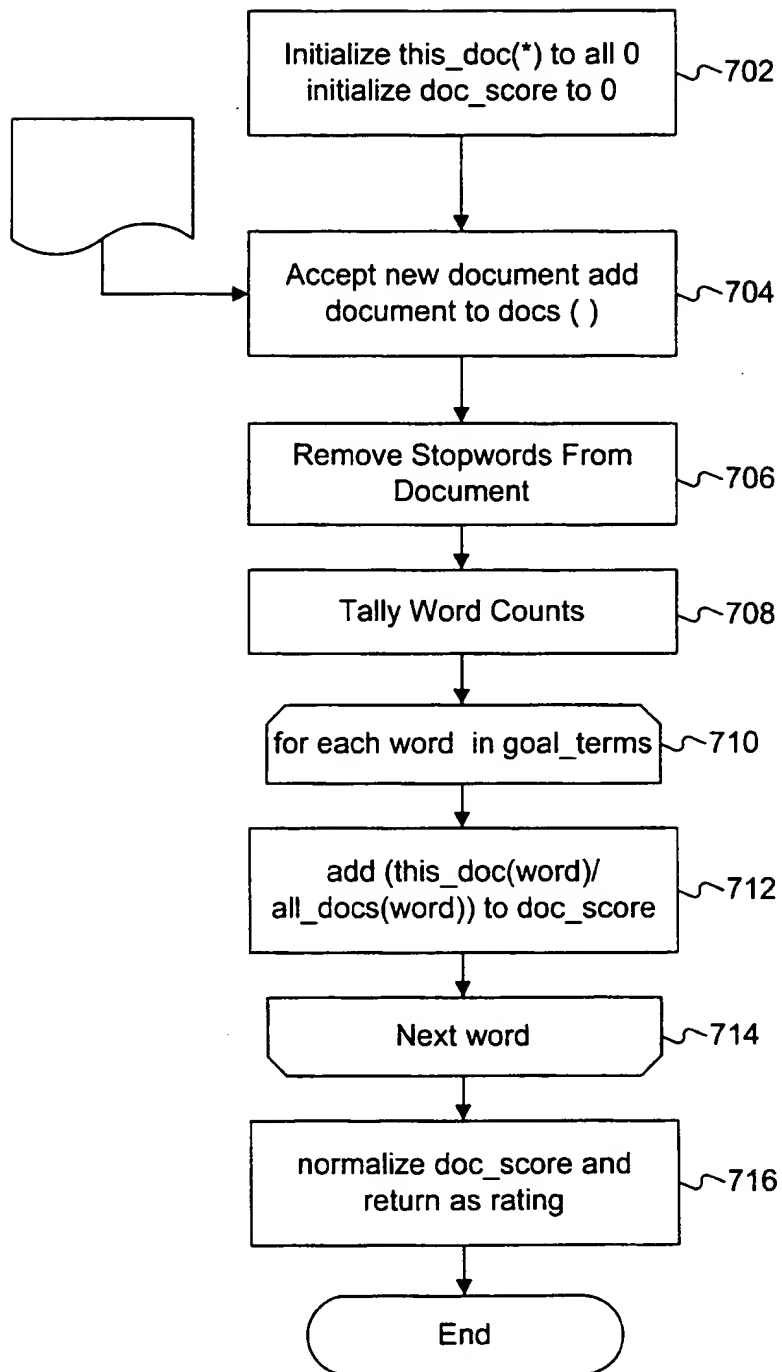 Initialize this_doc(*) to all 0
initialize doc_score to 0
702
Accept new document add
document to docs ( )
704
Remove Stopwords From
Document
706
Tally Word Counts
708
for each word in goal_terms
710
add (this_doc(word)/
all_docs(word)) to doc_score
712
Next word
714
normalize doc_score and
return as rating
716
End